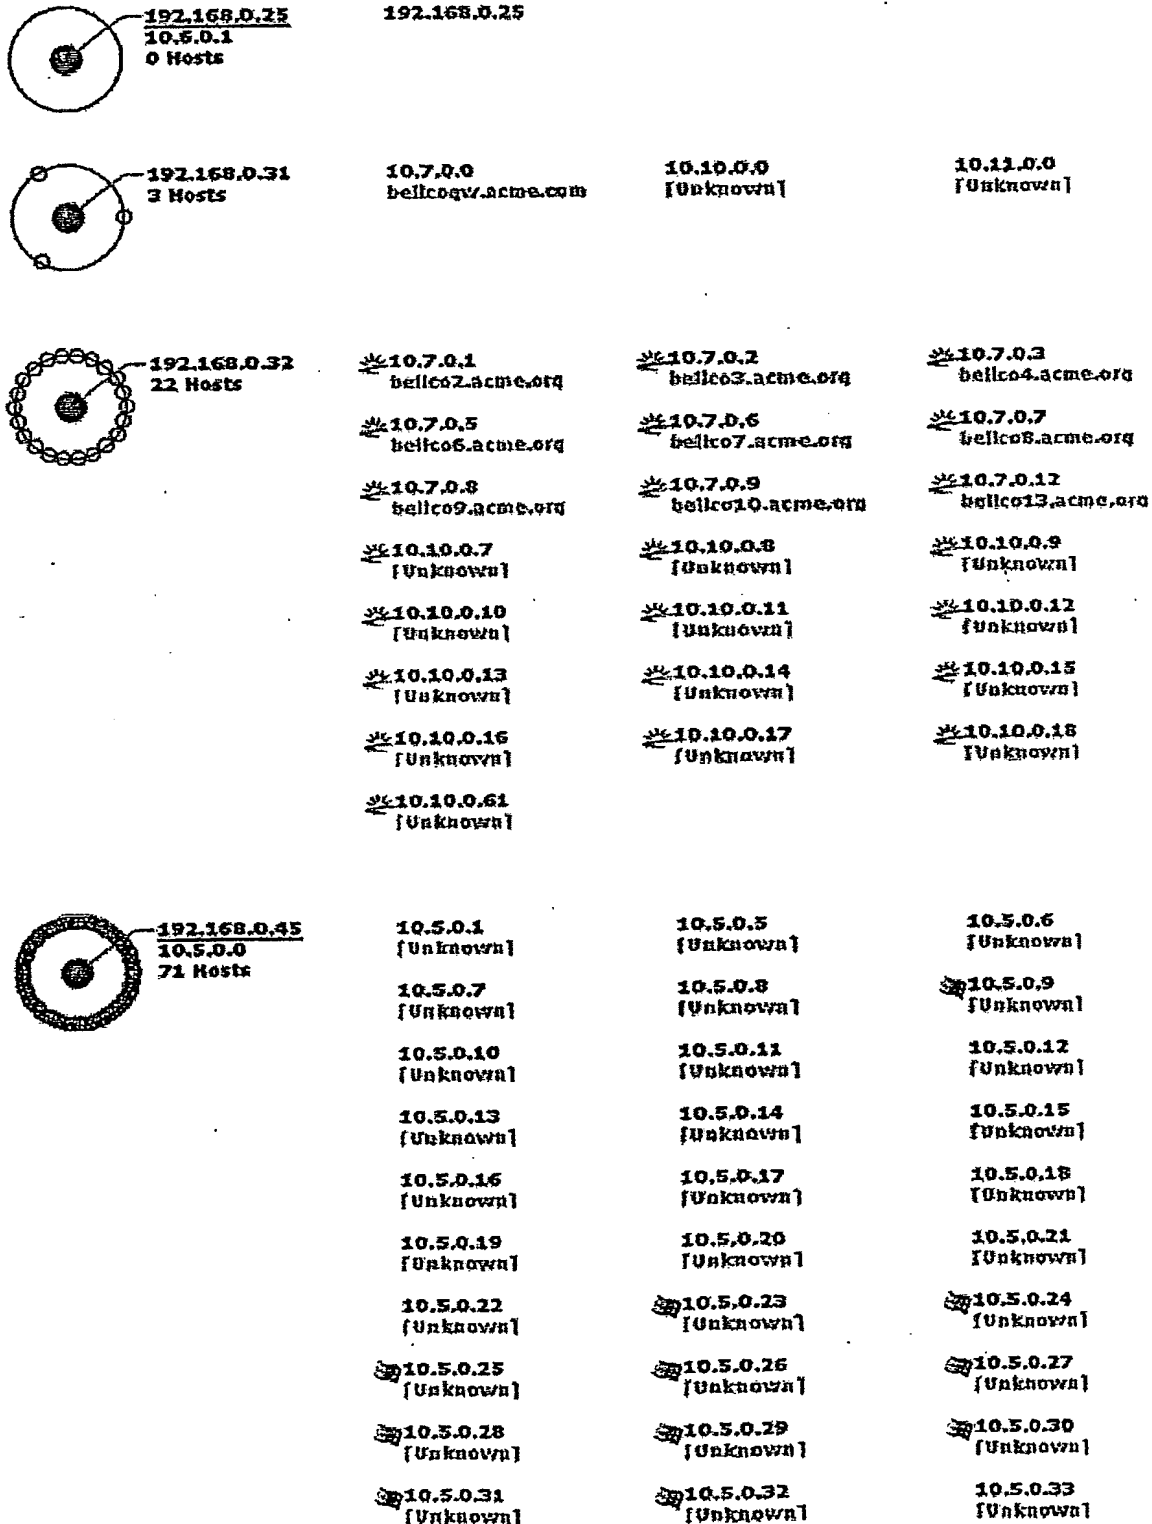 192.168.0.25
10.6.0.1
0 Hosts
192.168.0.25
192.168.0.31
3 Hosts
10.7.0.0
bellcogw.acme.com
10.10.0.0
[Unknown]
10.11.0.0
[Unknown]
192.168.0.32
22 Hosts
10.7.0.1
bellco2.acme.org
10.7.0.2
bellco3.acme.org
10.7.0.3
bellco4.acme.org
10.7.0.5
bellco6.acme.org
10.7.0.6
bellco7.acme.org
10.7.0.7
bellco8.acme.org
10.7.0.8
bellco9.acme.org
10.7.0.9
bellco10.acme.org
10.7.0.12
bellco13.acme.org
10.10.0.7
[Unknown]
10.10.0.8
[Unknown]
10.10.0.9
[Unknown]
10.10.0.10
[Unknown]
10.10.0.11
[Unknown]
10.10.0.12
[Unknown]
10.10.0.13
[Unknown]
10.10.0.14
[Unknown]
10.10.0.15
[Unknown]
10.10.0.16
[Unknown]
10.10.0.17
[Unknown]
10.10.0.18
[Unknown]
10.10.0.61
[Unknown]
192.168.0.45
10.5.0.0
71 Hosts
10.5.0.1
[Unknown]
10.5.0.5
[Unknown]
10.5.0.6
[Unknown]
10.5.0.7
[Unknown]
10.5.0.8
[Unknown]
10.5.0.9
[Unknown]
10.5.0.10
[Unknown]
10.5.0.11
[Unknown]
10.5.0.12
[Unknown]
10.5.0.13
[Unknown]
10.5.0.14
[Unknown]
10.5.0.15
[Unknown]
10.5.0.16
[Unknown]
10.5.0.17
[Unknown]
10.5.0.18
[Unknown]
10.5.0.19
[Unknown]
10.5.0.20
[Unknown]
10.5.0.21
[Unknown]
10.5.0.22
[Unknown]
10.5.0.23
[Unknown]
10.5.0.24
[Unknown]
10.5.0.25
[Unknown]
10.5.0.26
[Unknown]
10.5.0.27
[Unknown]
10.5.0.28
[Unknown]
10.5.0.29
[Unknown]
10.5.0.30
[Unknown]
10.5.0.31
[Unknown]
10.5.0.32
[Unknown]
10.5.0.33
[Unknown]